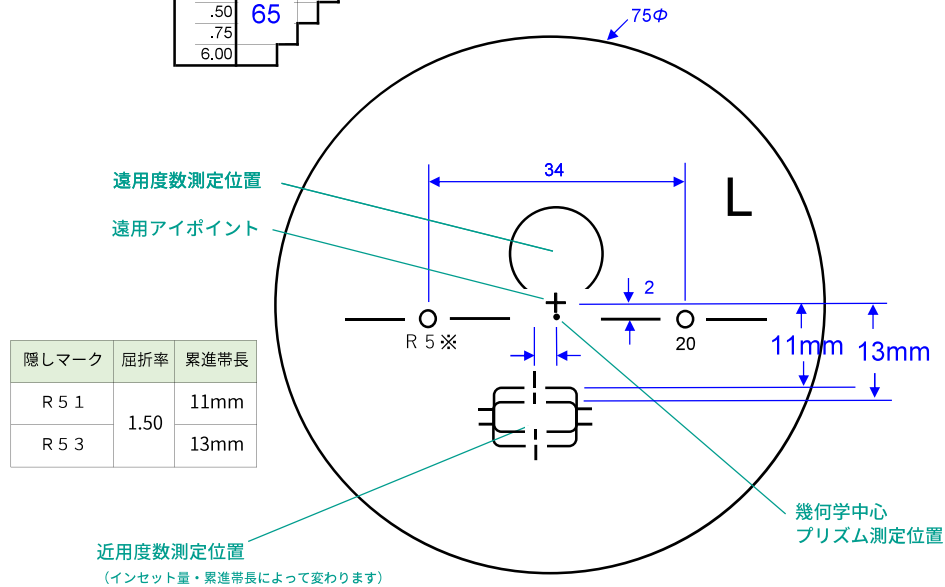 .50
65
.75
6.00
75Φ
34
遠用度数測定位置
L
遠用アイポイント
2
R 5※
20
11mm
13mm
隠しマーク 屈折率 累進帯長
R 5 1 1.50 11mm
R 5 3 13mm
幾何学中心
プリズム測定位置
近用度数測定位置
(インセット量・累進帯長によって変わります)